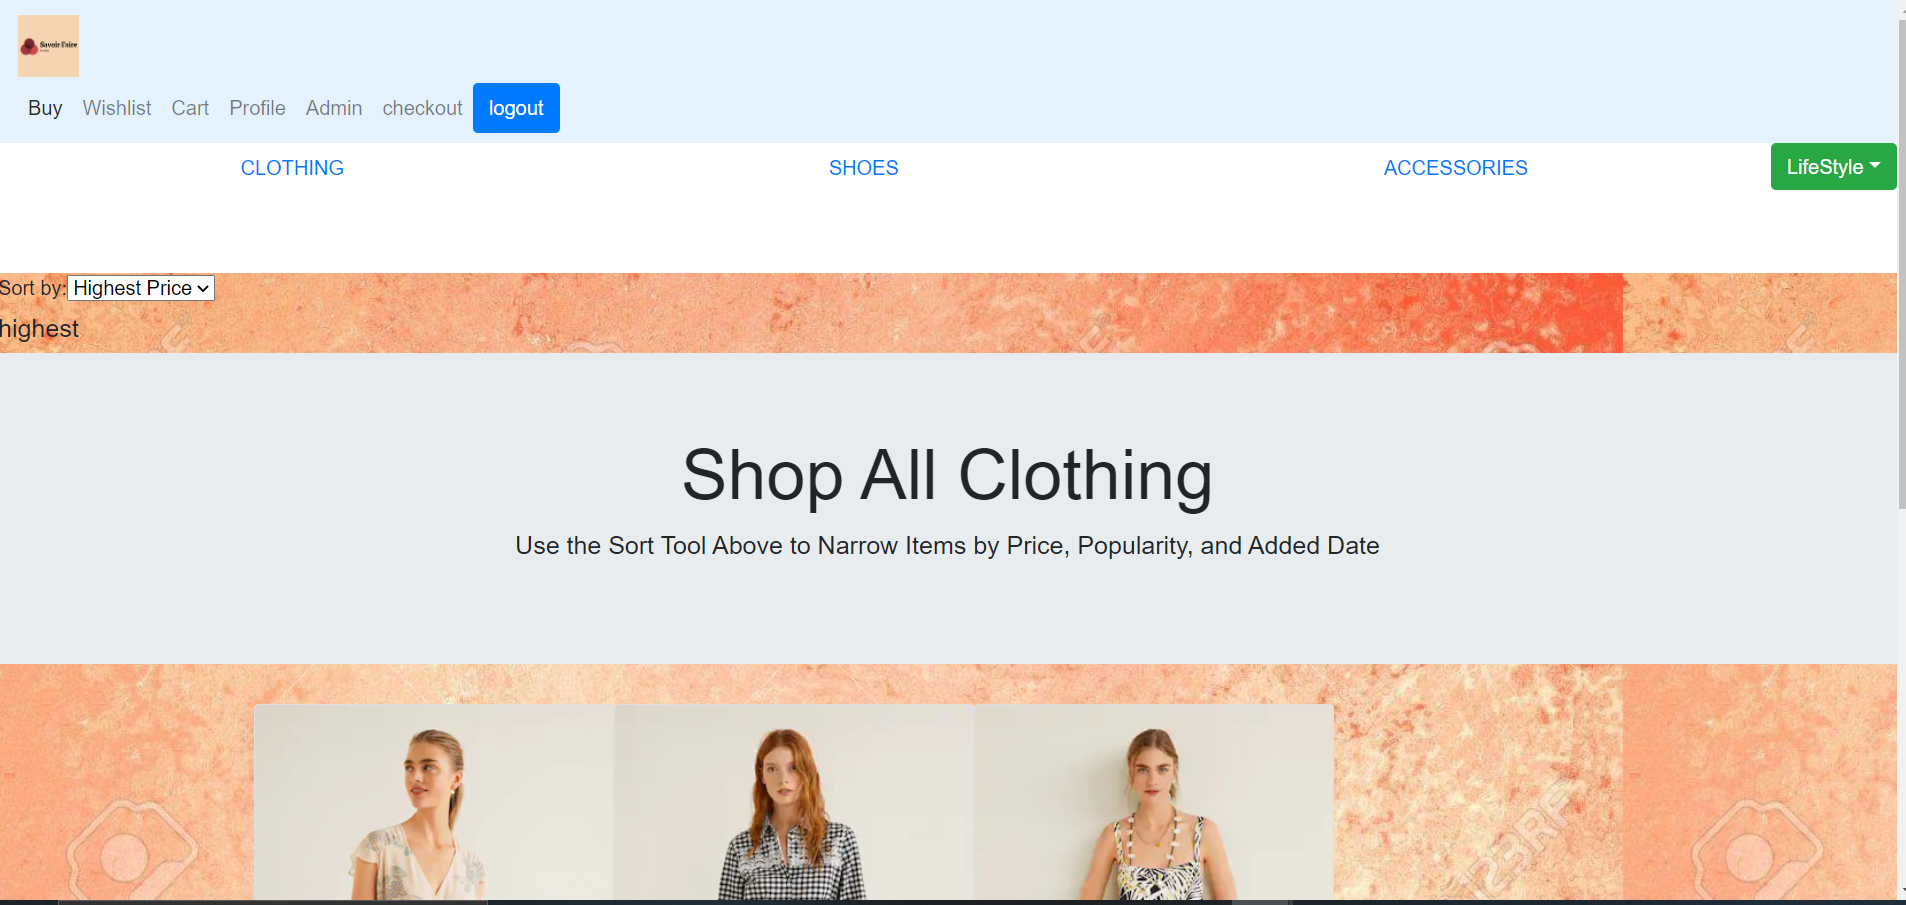 Savoir Faire
Buy Wishlist Cart Profile Admin checkout logout
CLOTHING SHOES ACCESSORIES LifeStyle
Sort by: Highest Price
highest
Shop All Clothing
Use the Sort Tool Above to Narrow Items by Price, Popularity, and Added Date
123RF